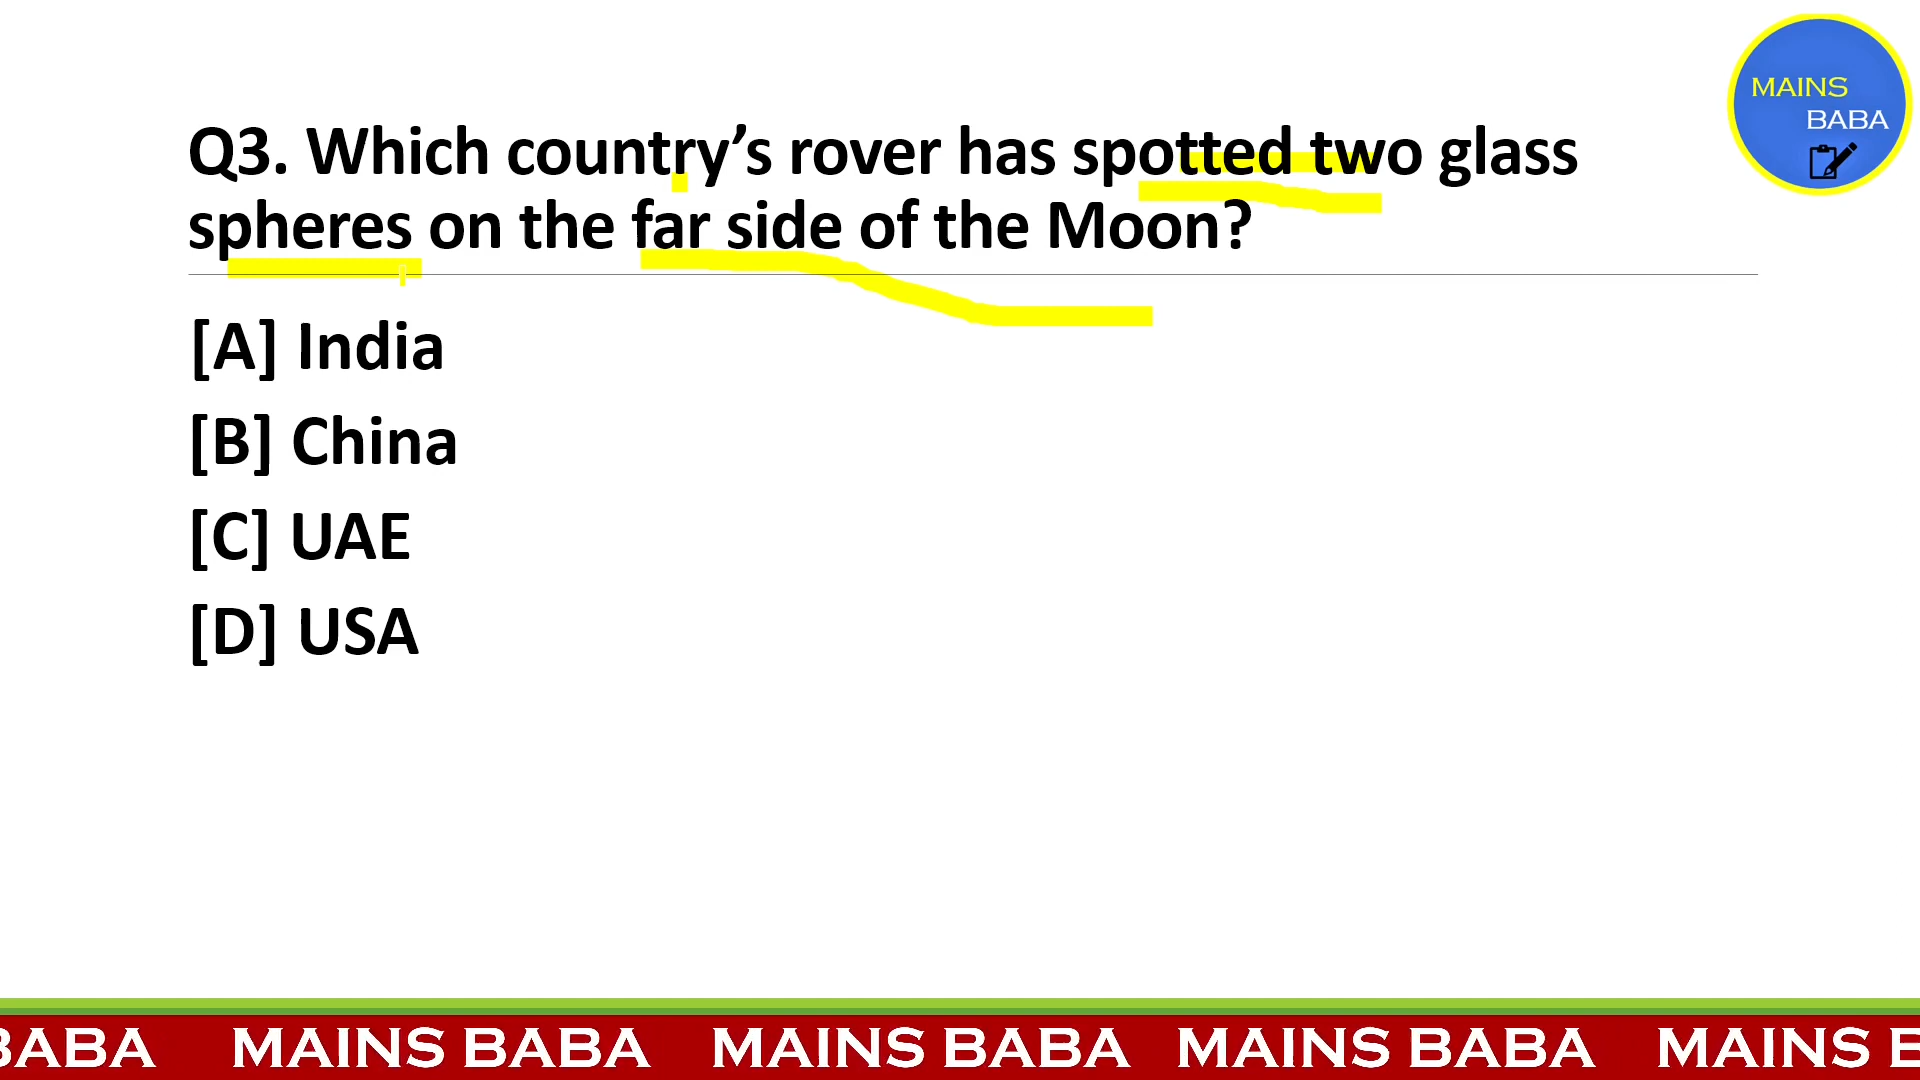 MAINS
BABA
Q3. Which country’s rover has spotted two glass
spheres on the far side of the Moon?
[A] India
[B] China
[C] UAE
[D] USA
BABA MAINS BABA MAINS BABA MAINS BABA MAINS B